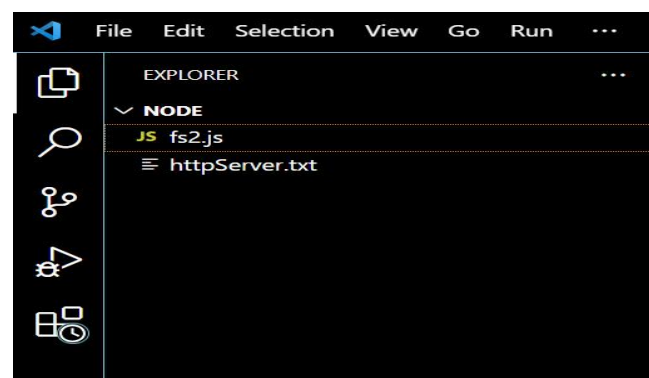 File Edit Selection View Go Run ...
EXPLORER ...
NODE
JS fs2.js
httpServer.txt